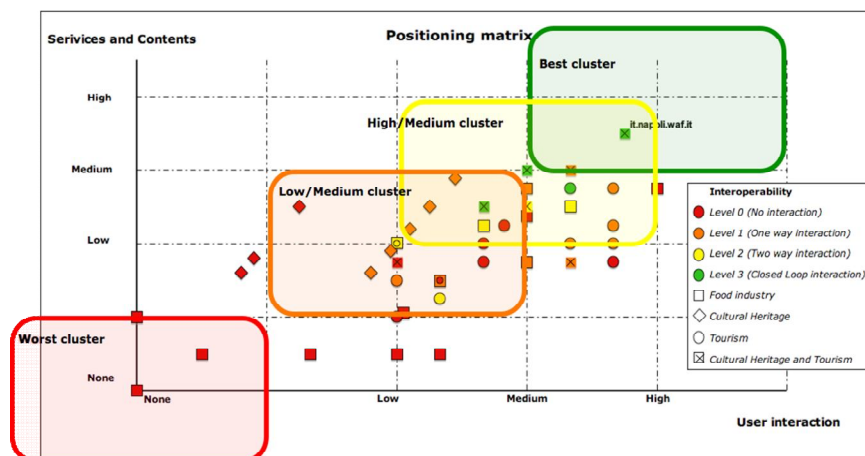 Serivices and Contents
Positioning matrix
Best cluster
High
High/Medium cluster
it.napoli.waf.it
Medium
Low/Medium cluster
Interoperability
Level 0 (No interaction)
Level 1 (One way Interaction)
Level 2 (Two way Interaction)
Level 3 (Closed Loop interaction)
Food industry
Cultural Heritage
Tourism
Cultural Heritage and Tourism
Low
Worst cluster
None
None
Low
Medium
High
User interaction